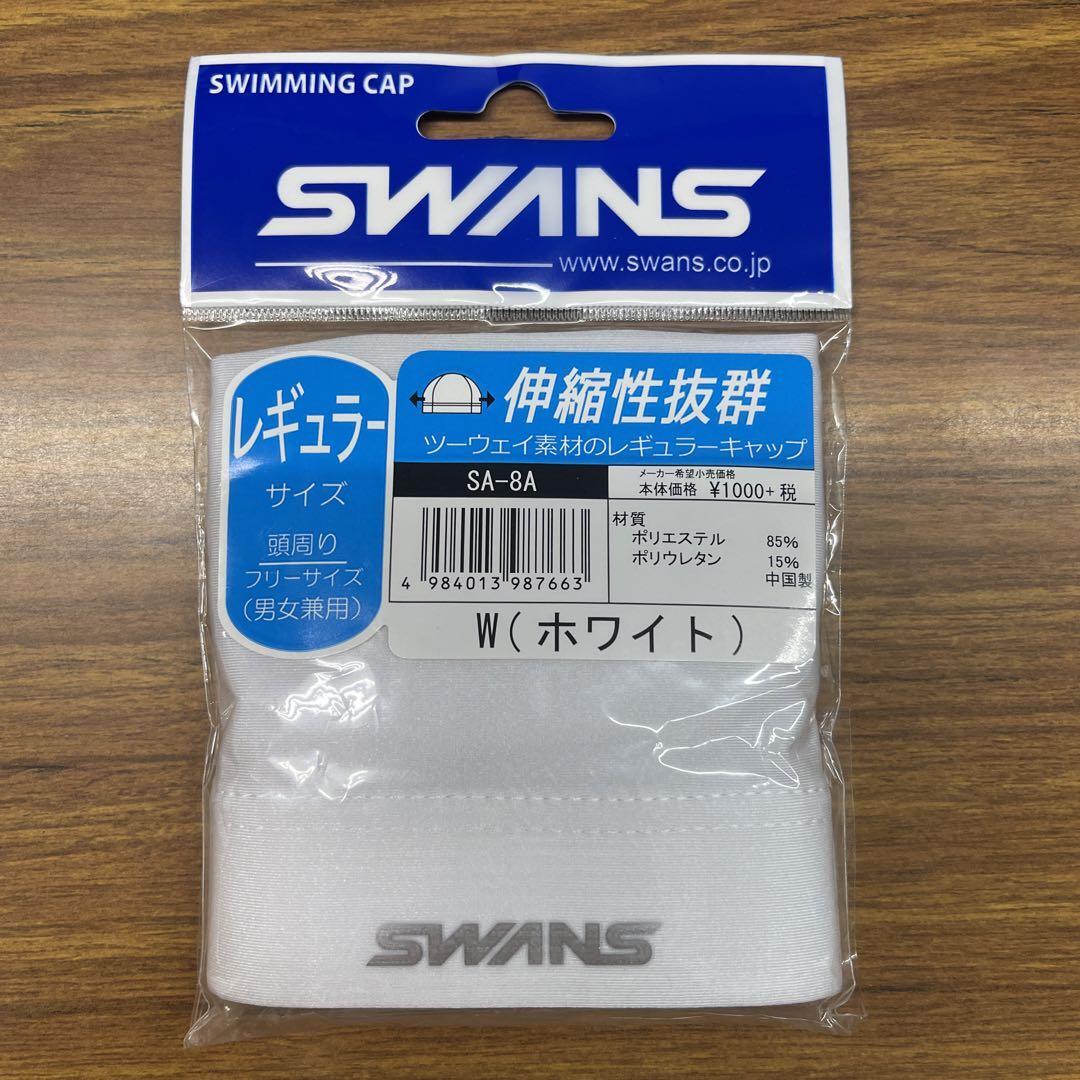 SWIMMING CAP
SWANS
www.swans.co.jp
レギュラー
サイズ
頭周り
フリーサイズ
(男女兼用)
伸縮性抜群
ツーウェイ素材のレギュラーキャップ
SA-8A
メーカー希望小売価格
本体価格 ¥1000+税
4 984013 987663
材質
ポリエステル 85%
ポリウレタン 15%
中国製
W(ホワイト)
SWANS